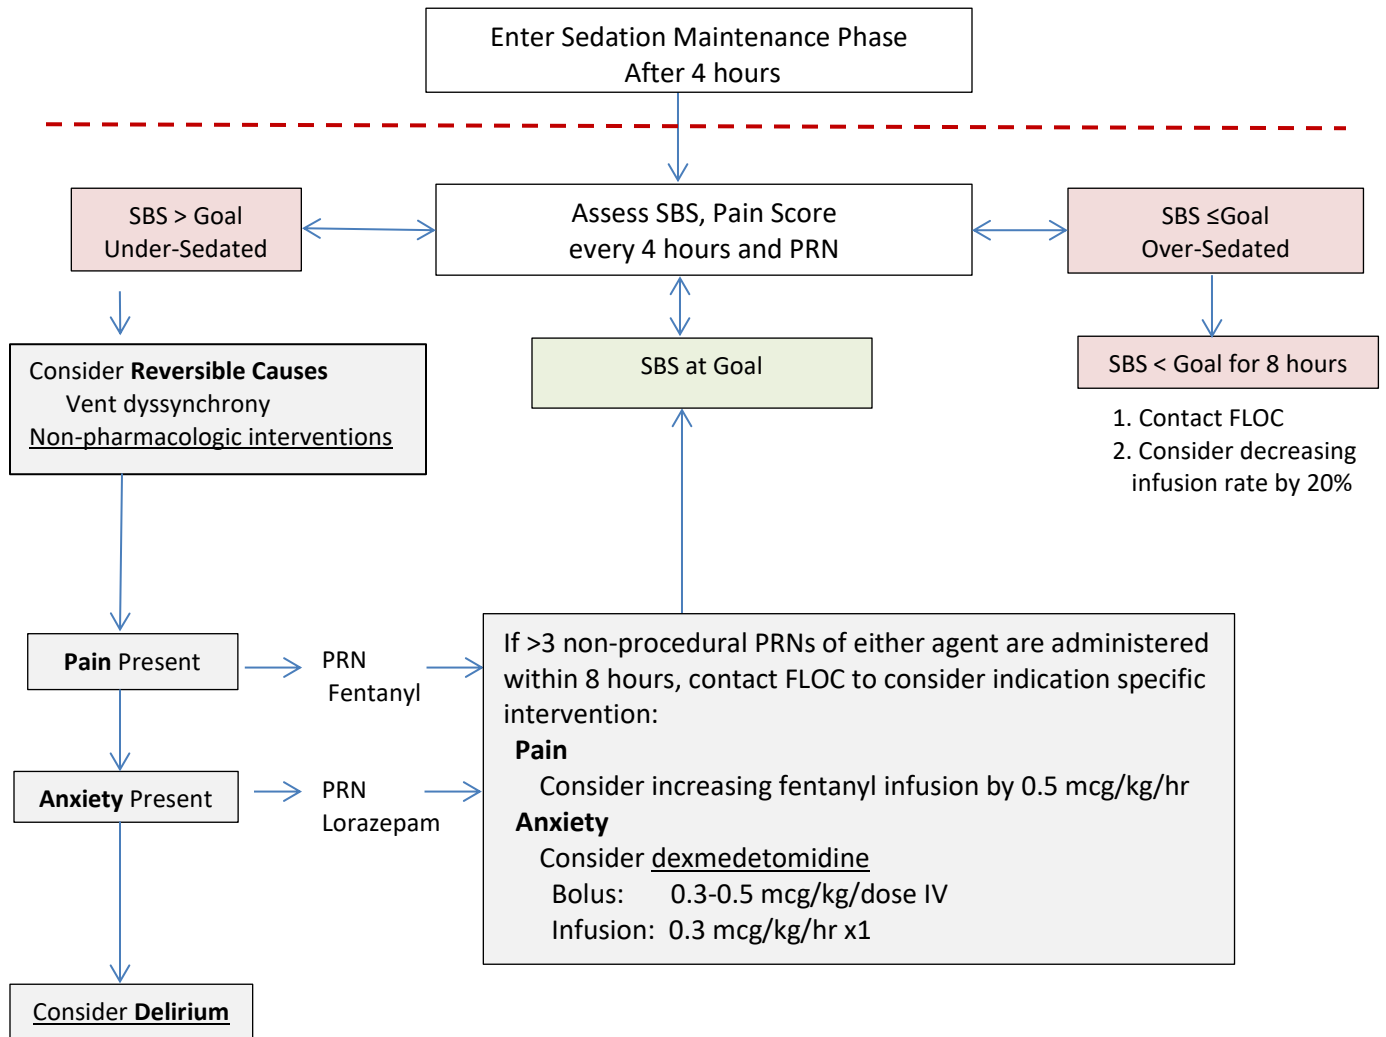 Enter Sedation Maintenance Phase
After 4 hours
SBS > Goal
Under-Sedated
Assess SBS, Pain Score
every 4 hours and PRN
SBS ≤Goal
Over-Sedated
Consider Reversible Causes
Vent dyssynchrony
Non-pharmacologic interventions
SBS at Goal
SBS < Goal for 8 hours
1. Contact FLOC
2. Consider decreasing
infusion rate by 20%
Pain Present
PRN
Fentanyl
Anxiety Present
PRN
Lorazepam
If >3 non-procedural PRNs of either agent are administered
within 8 hours, contact FLOC to consider indication specific
intervention:
Pain
Consider increasing fentanyl infusion by 0.5 mcg/kg/hr
Anxiety
Consider dexmedetomidine
Bolus: 0.3-0.5 mcg/kg/dose IV
Infusion: 0.3 mcg/kg/hr x1
Consider Delirium